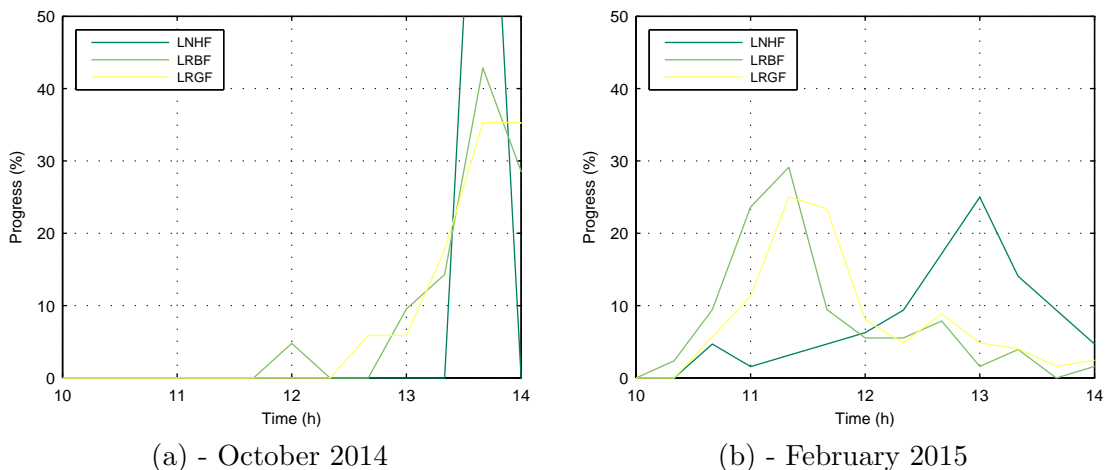 50
40
30
20
10
0
Progress (%)
LNHF
LRBF
LRGF
10 11 12 13 14
Time (h)
(a) - October 2014
50
40
30
20
10
0
Progress (%)
LNHF
LRBF
LRGF
10 11 12 13 14
Time (h)
(b) - February 2015